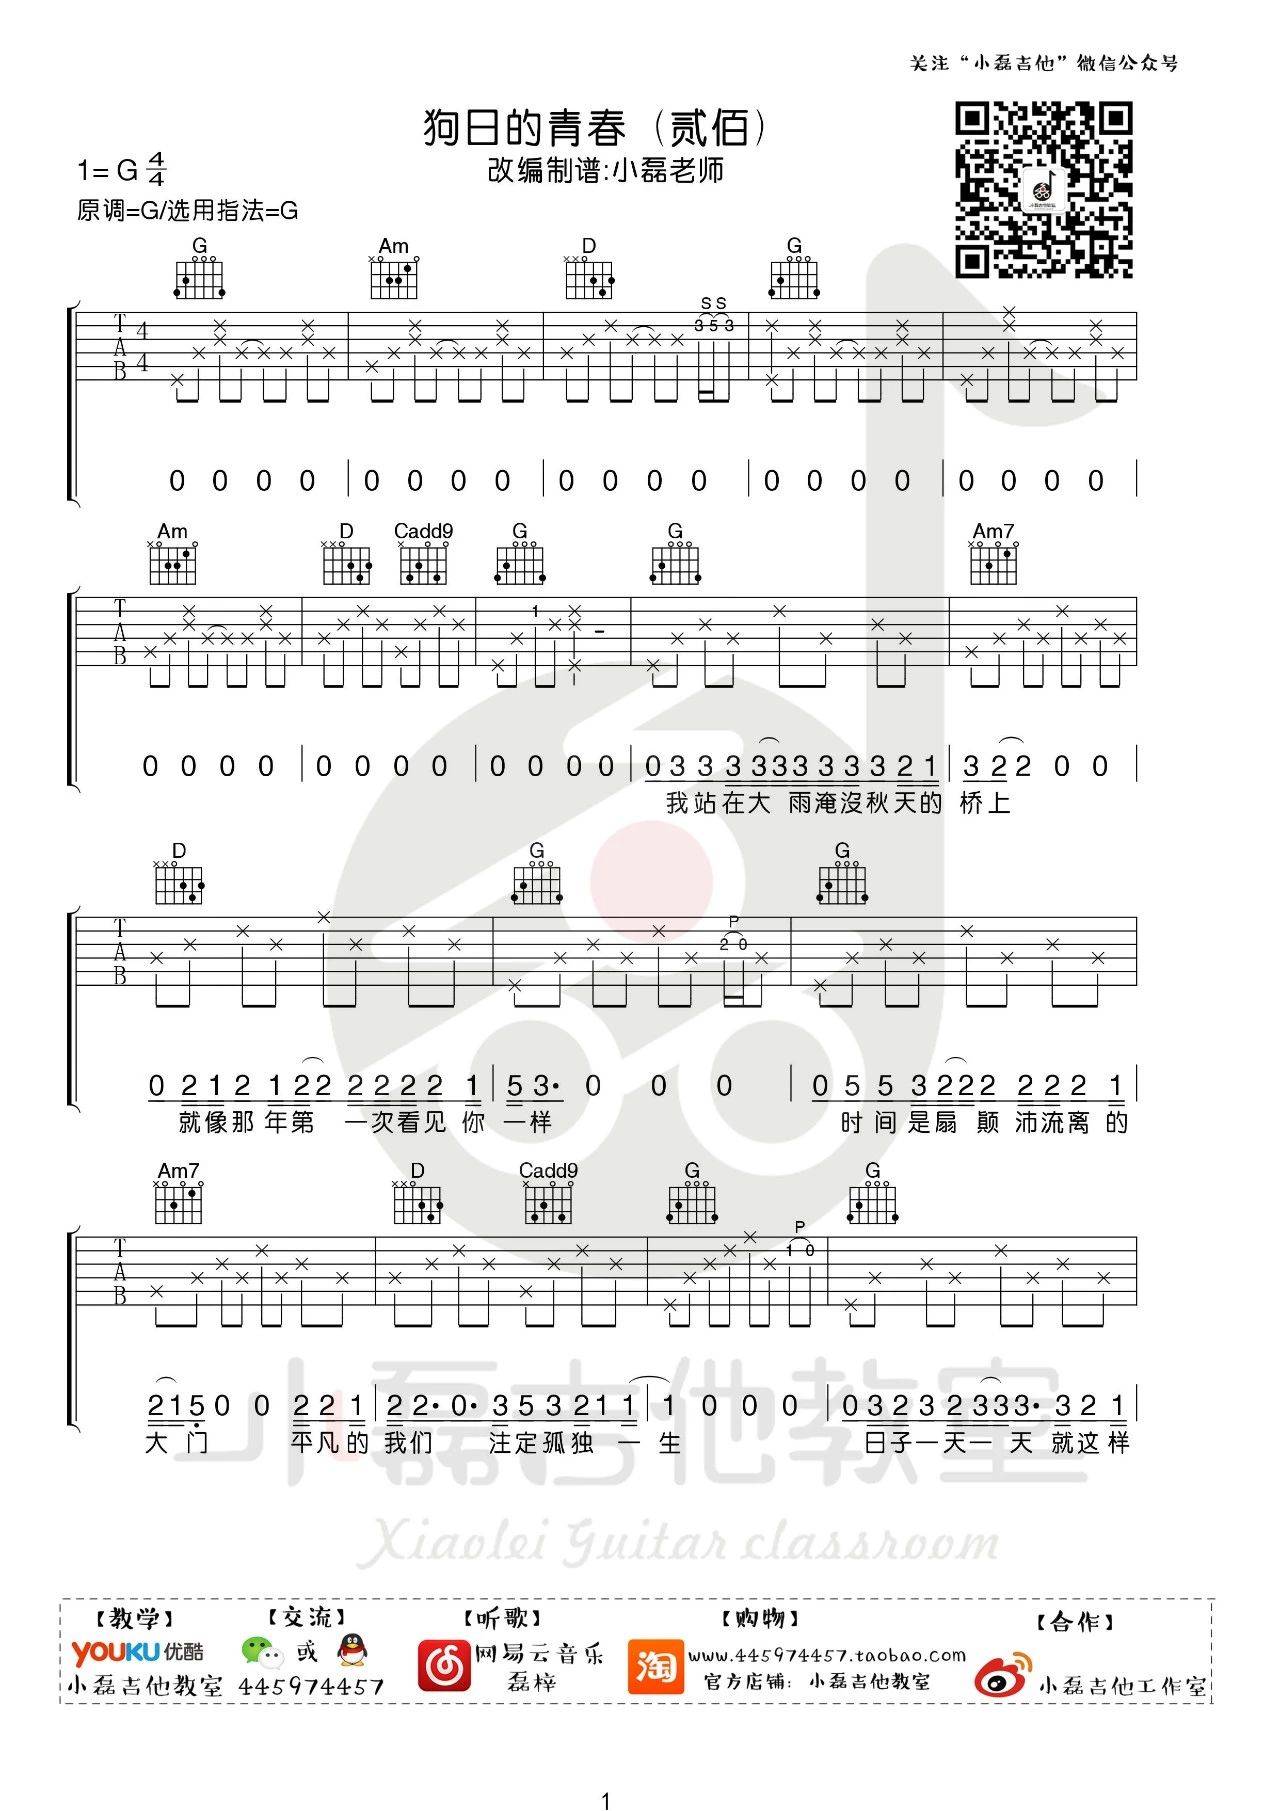 关注“小磊吉他”微信公众号
狗日的青春（贰佰）
改编制谱:小磊老师
1= G 4/4
原调=G/选用指法=G
G Am D G
S S
T A B 4 4 3 5 3
0 0 0 0 | 0 0 0 0 | 0 0 0 0 | 0 0 0 0 | 0 0 0 0 |
Am D Cadd9 G G Am7
T A B 1 -
0 0 0 0 | 0 0 0 0 | 0 0 0 0 | 0 3 3 3 3 3 3 3 3 3 2 1 | 3 2 2 0 0 |
我站在大 雨淹沒秋天的 桥上
D G G
P
T A B 2 0
0 2 1 2 1 2 2 2 2 2 2 1 | 5 3• 0 0 0 | 0 5 5 3 2 2 2 2 2 2 1
就像那 年第 一次看见 你 一样 时间是扇 颠 沛流离的
Am7 D Cadd9 G G
P
T A B 1 0
2 1 5 0 0 2 2 1 | 2 2• 0• 3 5 3 2 1 1 | 1 0 0 0 | 0 3 2 3 2 3 3 3• 3 2 1 |
大 门 平凡的 我们 注定孤独 一 生 日子一天一 天 就这样
小磊吉他教室
Xiaolei Guitar classroom
【教学】 【交流】 【听歌】 【购物】 【合作】
YOUKU 优酷 或 网易云音乐 淘 www.445974457.taobao.com
小磊吉他教室 445974457 磊梓 官方店铺：小磊吉他教室 小磊吉他工作室
1